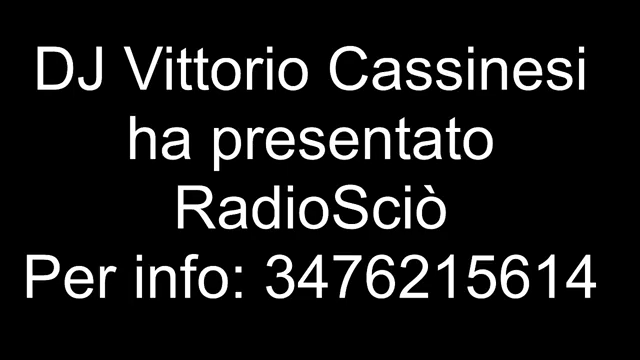 DJ Vittorio Cassinesi
ha presentato
RadioSciò
Per info: 3476215614